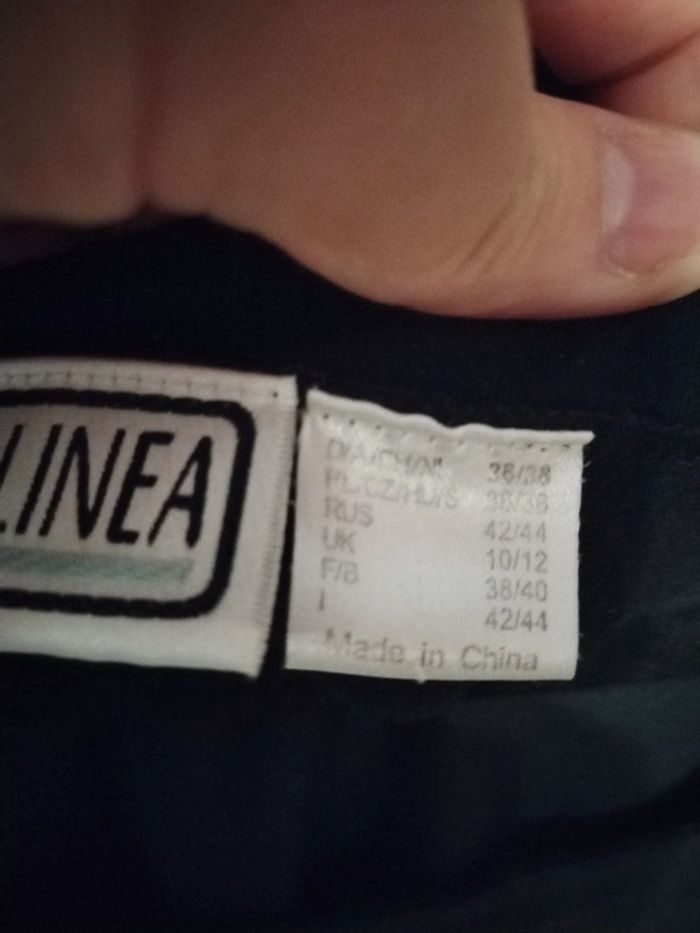 LINEA
36/38
36/38
RUS 42/44
UK 10/12
F/B 38/40
I 42/44
Made in China